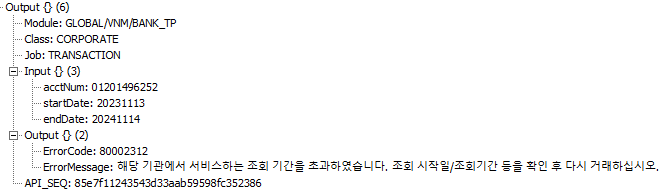 Output {} (6)
Module: GLOBAL/VNM/BANK_TP
Class: CORPORATE
Job: TRANSACTION
Input {} (3)
acctNum: 01201496252
startDate: 20231113
endDate: 20241114
Output {} (2)
ErrorCode: 80002312
ErrorMessage: 해당 기관에서 서비스하는 조회 기간을 초과하였습니다. 조회 시작일/조회기간 등을 확인 후 다시 거래하십시오.
API_SEQ: 85e7f11243543d33aab59598fc352386